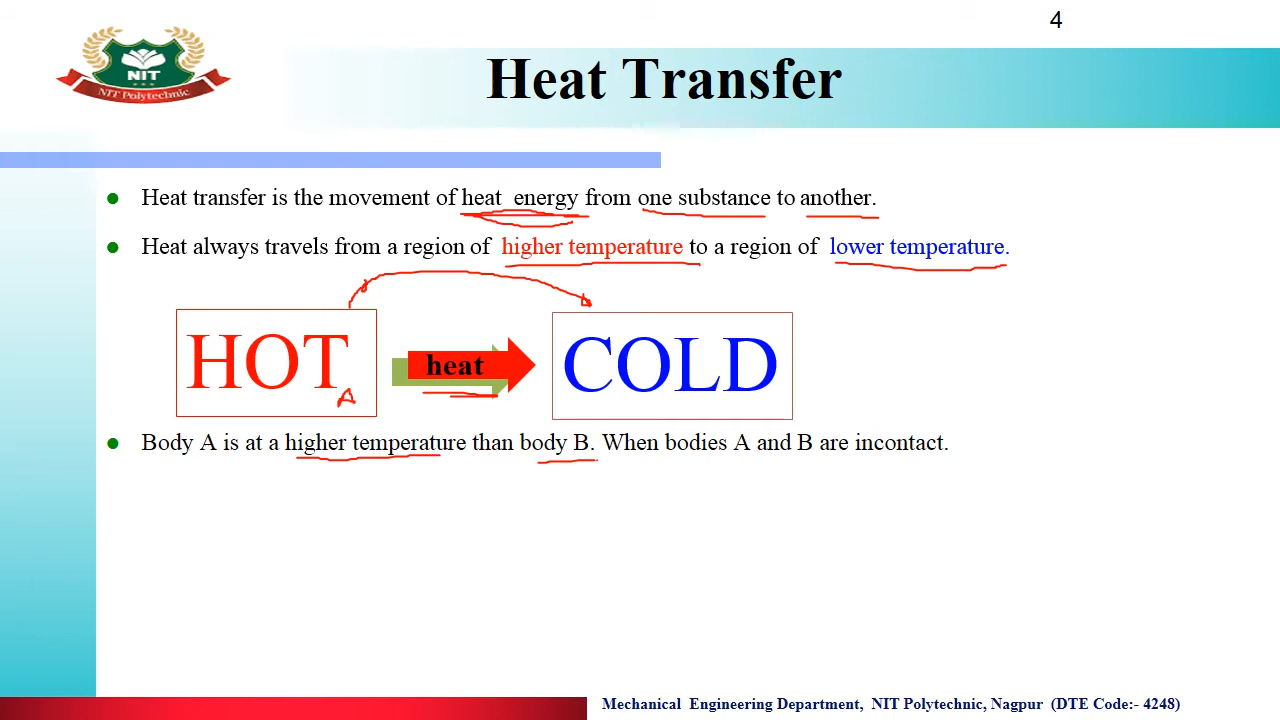 4
NIT
NIT Polytechnic
Heat Transfer
Heat transfer is the movement of heat energy from one substance to another.
Heat always travels from a region of higher temperature to a region of lower temperature.
HOT
A
heat
COLD
Body A is at a higher temperature than body B. When bodies A and B are incontact.
Mechanical Engineering Department, NIT Polytechnic, Nagpur (DTE Code:- 4248)